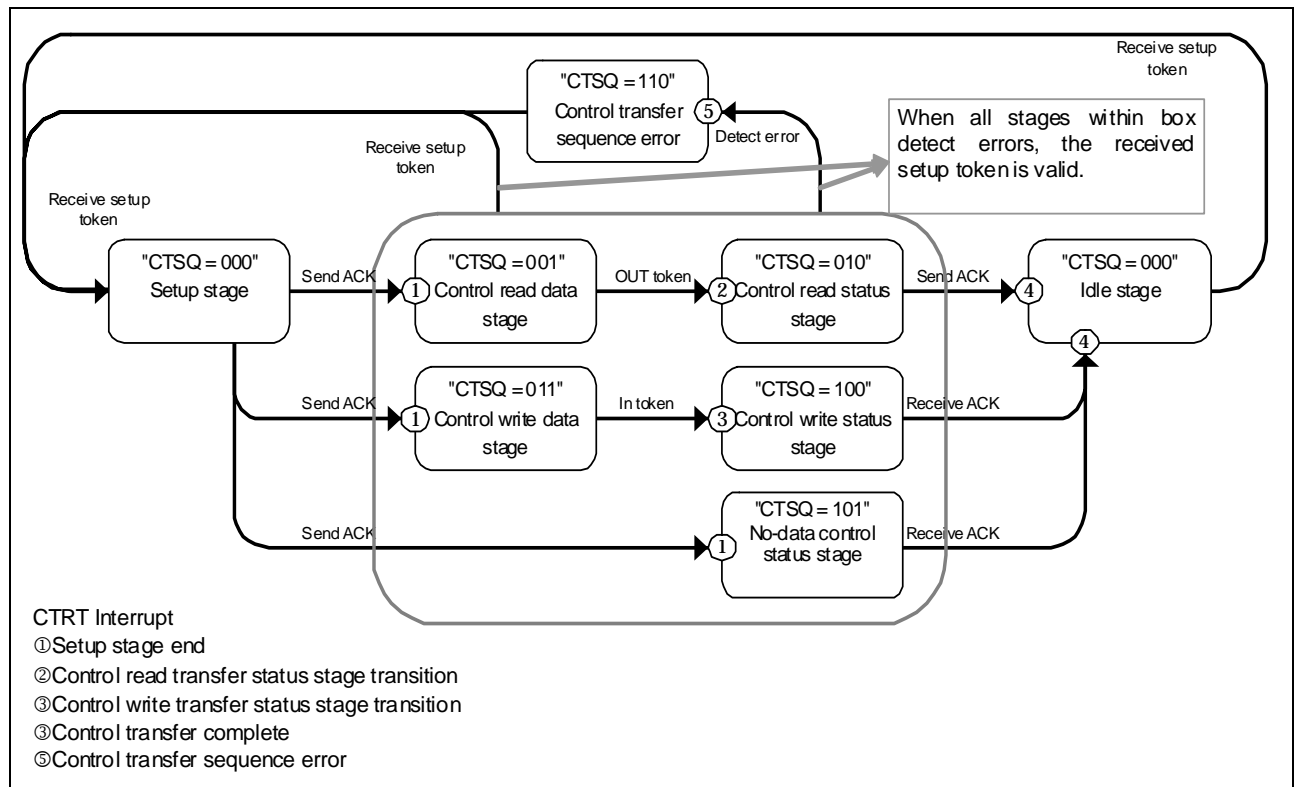 Receive setup
token
"CTSQ = 110"
Control transfer
sequence error
⑤
Detect error
When all stages within box
detect errors, the received
setup token is valid.
Receive setup
token
Receive setup
token
"CTSQ = 000"
Setup stage
Send ACK
①
"CTSQ = 001"
Control read data
stage
OUT token
②
"CTSQ = 010"
Control read status
stage
Send ACK
④
"CTSQ = 000"
Idle stage
④
Send ACK
①
"CTSQ = 011"
Control write data
stage
In token
③
"CTSQ = 100"
Control write status
stage
Receive ACK
Send ACK
①
"CTSQ = 101"
No-data control
status stage
Receive ACK
CTRT Interrupt
①Setup stage end
②Control read transfer status stage transition
③Control write transfer status stage transition
③Control transfer complete
⑤Control transfer sequence error